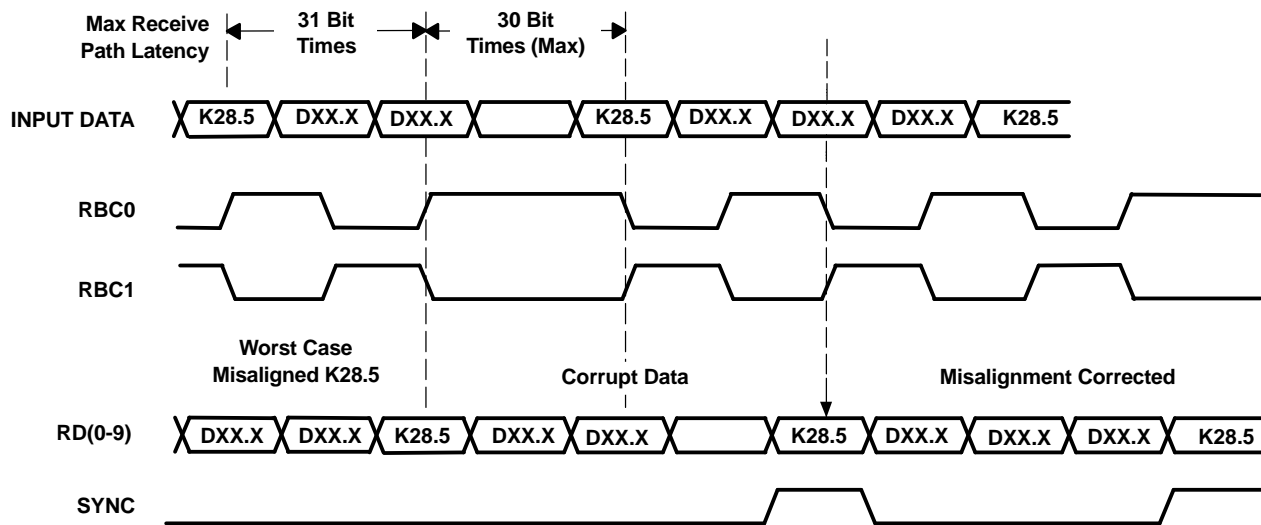 Max Receive
Path Latency
31 Bit
Times
30 Bit
Times (Max)
INPUT DATA
K28.5 DXX.X DXX.X K28.5 DXX.X DXX.X DXX.X K28.5
RBC0
RBC1
Worst Case
Misaligned K28.5
Corrupt Data
Misalignment Corrected
RD(0-9)
DXX.X DXX.X K28.5 DXX.X DXX.X K28.5 DXX.X DXX.X DXX.X K28.5
SYNC